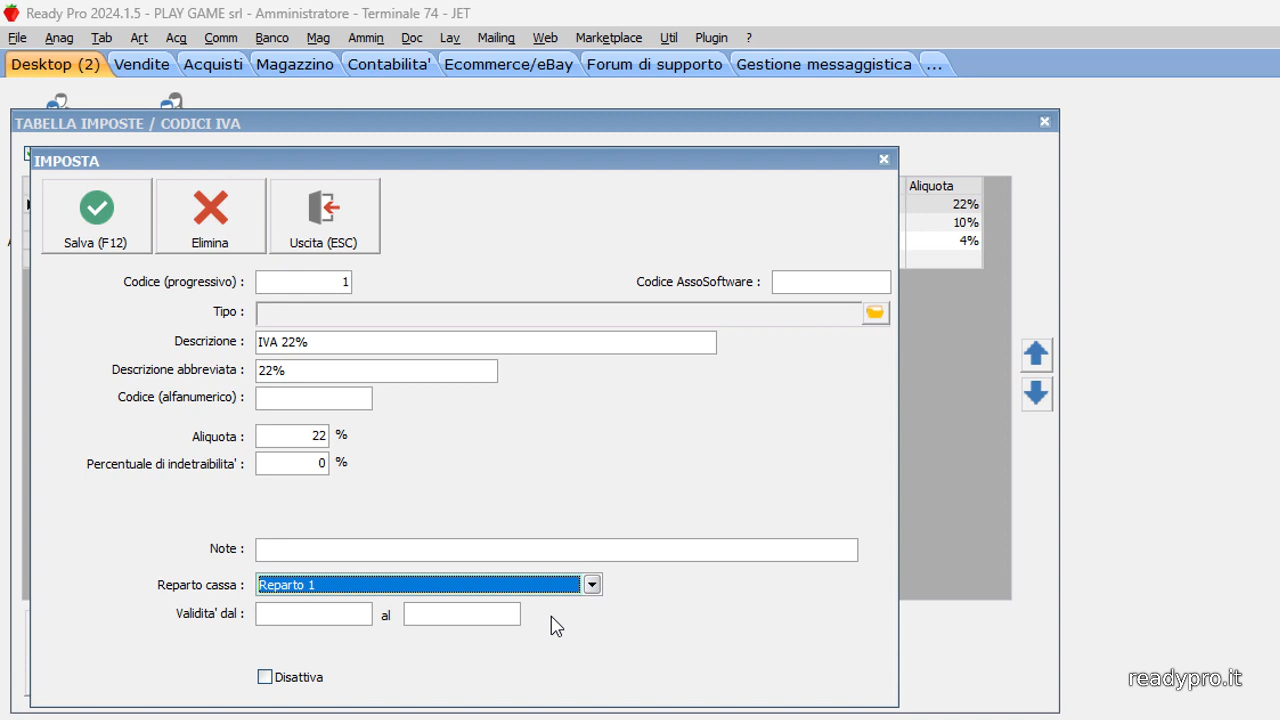 Ready Pro 2024.1.5 - PLAY GAME srl - Amministratore - Terminale 74 - JET
File Anag Tab Art Acq Comm Banco Mag Ammin Doc Lav Mailing Web Marketplace Util Plugin ?
Desktop (2) Vendite Acquisti Magazzino Contabilita' Ecommerce/eBay Forum di supporto Gestione messaggistica ...
TABELLA IMPOSTE / CODICI IVA
IMPOSTA
Salva (F12) Elimina Uscita (ESC)
Aliquota
22%
10%
4%
Codice (progressivo) : 1 Codice AssoSoftware :
Tipo :
Descrizione : IVA 22%
Descrizione abbreviata : 22%
Codice (alfanumerico) :
Aliquota : 22 %
Percentuale di indetraibilita' : 0 %
Note :
Reparto cassa : Reparto 1
Validita' dal : al
Disattiva
readypro.it